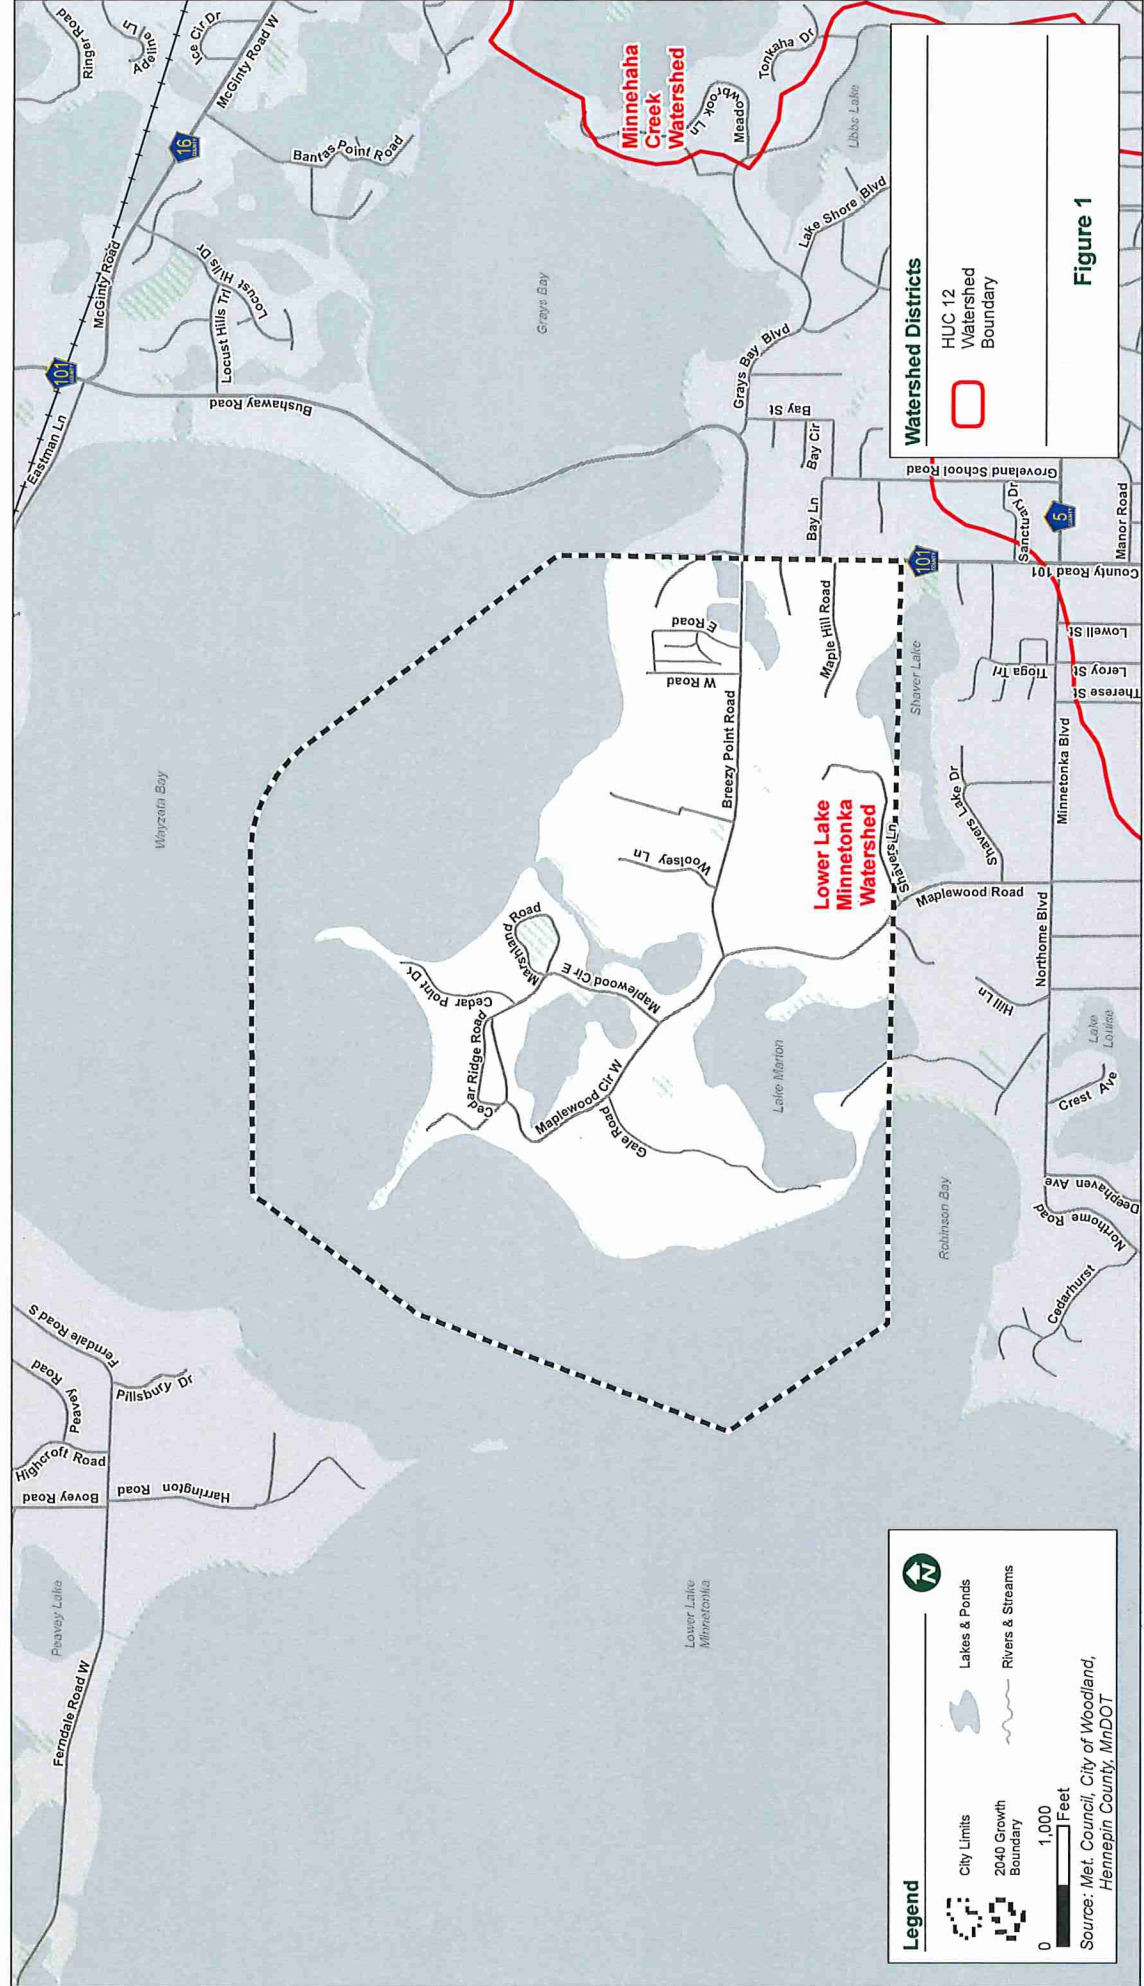 Ferndale Road W
Peavey Lake
Bovey Road
Highcroft Road
Peavey Road
Ferndale Road S
Harrington Road
Pillsbury Dr
Wayzata Bay
Eastman Ln
101
COUNTY
McGinty Road
16
COUNTY
McGinty Road W
Ringer Road
Adeline Ln
Ice Cir Dr
Bushaway Road
Locust Hills Trl
Locust Hills Dr
Bantas Point Road
Grays Bay
Minnehaha
Creek
Watershed
Meadowbrook Ln
Tonkaha Dr
Libbs Lake
Lake Shore Blvd
Grays Bay Blvd
Bay St
Bay Cir
Bay Ln
Groveland School Road
Sanctuary Dr
5
COUNTY
Manor Road
101
COUNTY
County Road 101
Cedar Point Dr
Marshland Road
Cedar Ridge Road
Maplewood Cir E
Maplewood Cir W
Gale Road
Woolsey Ln
Breezy Point Road
W Road
E Road
Maple Hill Road
Lower Lake
Minnetonka
Watershed
Lake Marion
Shavers Ln
Shaver Lake
Shavers Lake Dr
Maplewood Road
Tioga Trl
Lowell St
Leroy St
Therese St
Minnetonka Blvd
Northome Blvd
Hill Ln
Lake
Louise
Crest Ave
Robinson Bay
Deephaven Ave
Northome Road
Cedarhurst
Lower Lake
Minnetonka
Legend
N
City Limits
Lakes & Ponds
2040 Growth
Boundary
Rivers & Streams
0
1,000
Feet
Source: Met. Council, City of Woodland,
Hennepin County, MnDOT
Watershed Districts
HUC 12
Watershed
Boundary
Figure 1